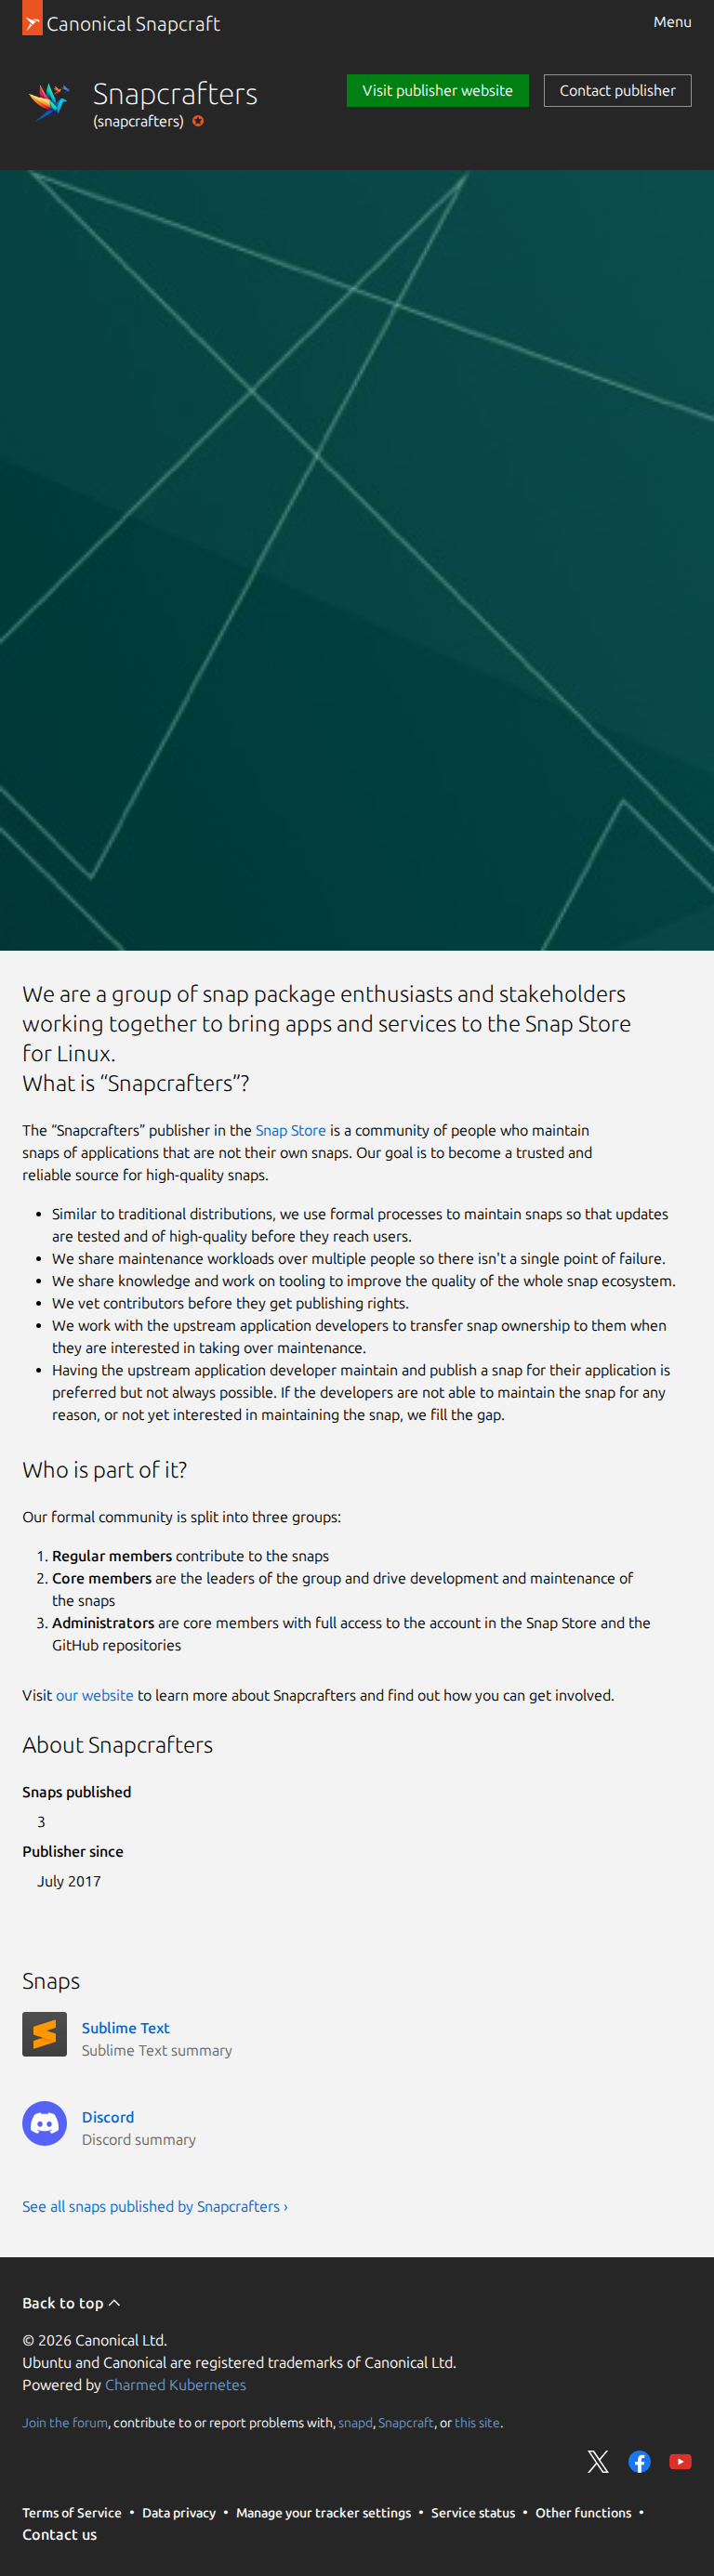 Canonical Snapcraft
Menu
Snapcrafters
(snapcrafters)
Visit publisher website
Contact publisher
We are a group of snap package enthusiasts and stakeholders
working together to bring apps and services to the Snap Store
for Linux.
What is “Snapcrafters”?
The “Snapcrafters” publisher in the Snap Store is a community of people who maintain
snaps of applications that are not their own snaps. Our goal is to become a trusted and
reliable source for high-quality snaps.
• Similar to traditional distributions, we use formal processes to maintain snaps so that updates
are tested and of high-quality before they reach users.
• We share maintenance workloads over multiple people so there isn't a single point of failure.
• We share knowledge and work on tooling to improve the quality of the whole snap ecosystem.
• We vet contributors before they get publishing rights.
• We work with the upstream application developers to transfer snap ownership to them when
they are interested in taking over maintenance.
• Having the upstream application developer maintain and publish a snap for their application is
preferred but not always possible. If the developers are not able to maintain the snap for any
reason, or not yet interested in maintaining the snap, we fill the gap.
Who is part of it?
Our formal community is split into three groups:
1. Regular members contribute to the snaps
2. Core members are the leaders of the group and drive development and maintenance of
the snaps
3. Administrators are core members with full access to the account in the Snap Store and the
GitHub repositories
Visit our website to learn more about Snapcrafters and find out how you can get involved.
About Snapcrafters
Snaps published
3
Publisher since
July 2017
Snaps
Sublime Text
Sublime Text summary
Discord
Discord summary
See all snaps published by Snapcrafters ›
Back to top
© 2026 Canonical Ltd.
Ubuntu and Canonical are registered trademarks of Canonical Ltd.
Powered by Charmed Kubernetes
Join the forum, contribute to or report problems with, snapd, Snapcraft, or this site.
Terms of Service • Data privacy • Manage your tracker settings • Service status • Other functions •
Contact us